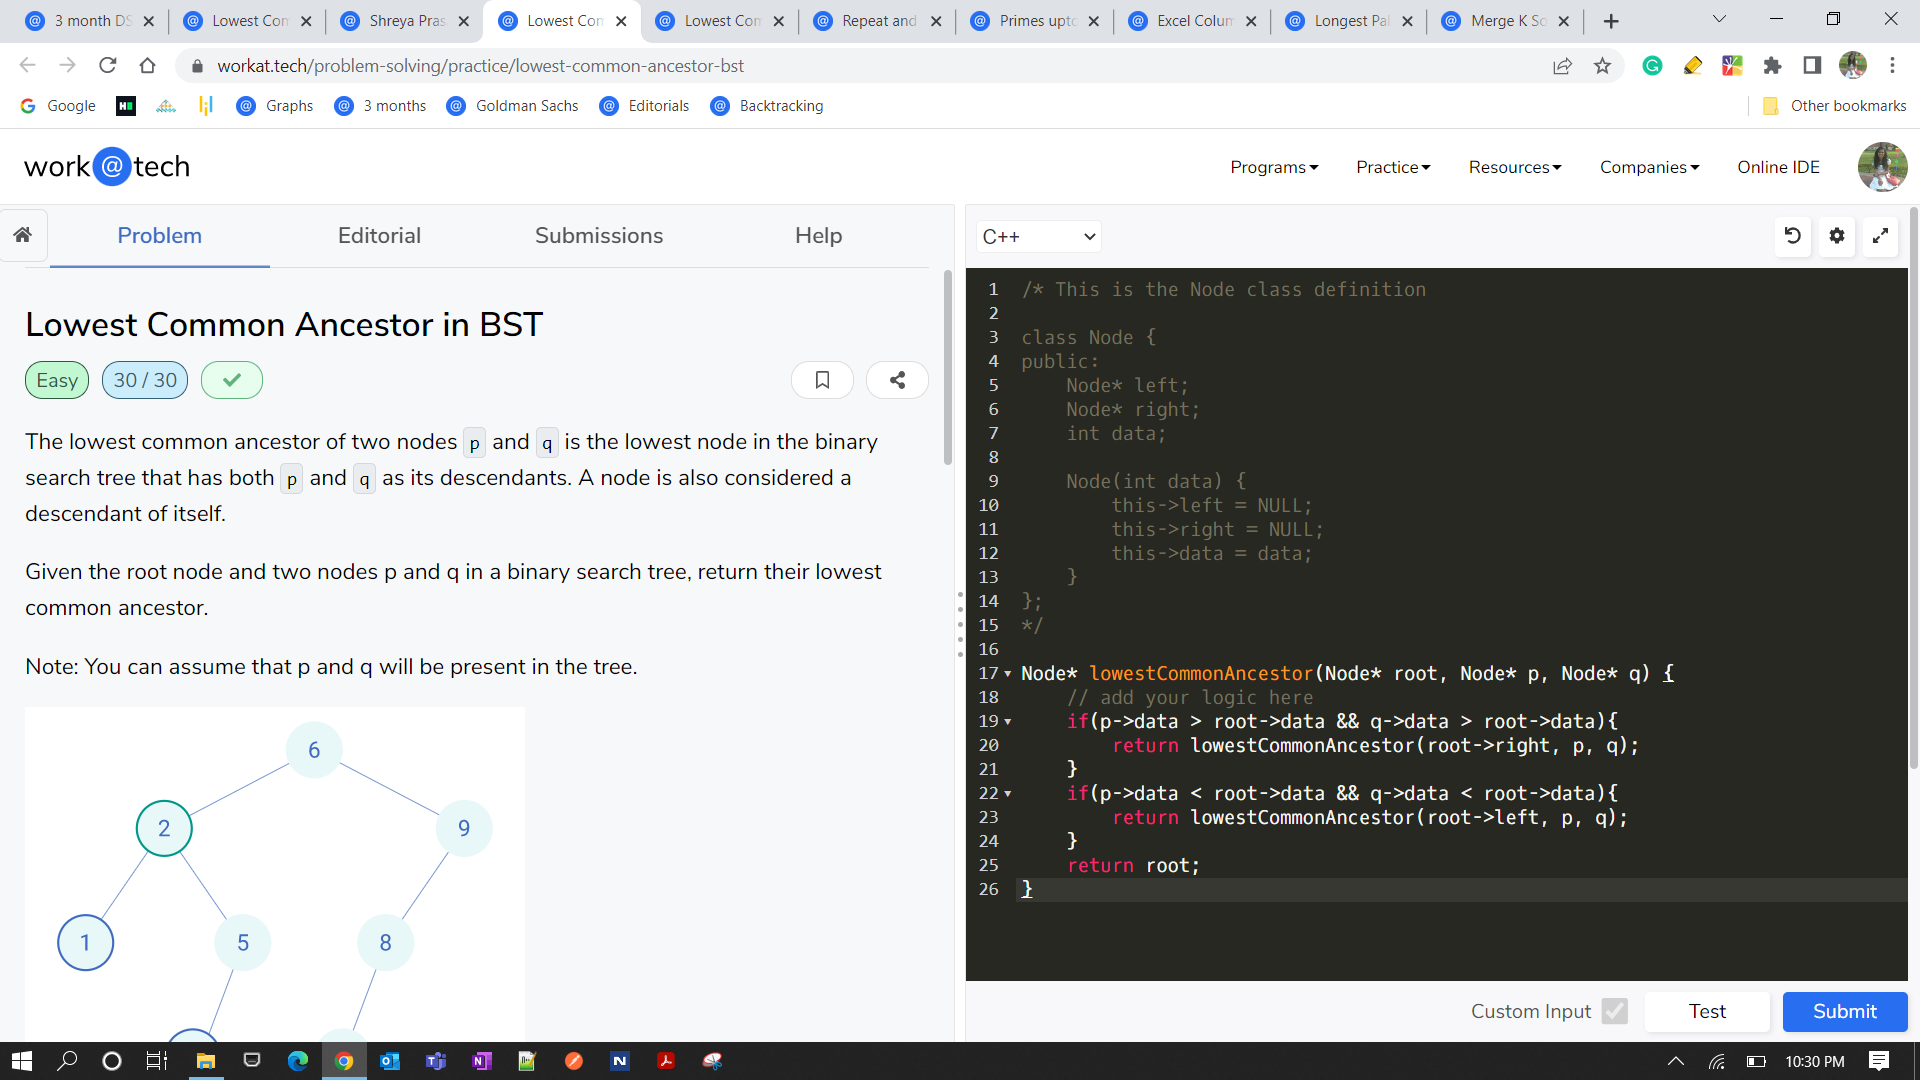 3 month DS
Lowest Com
Shreya Pras
Lowest Com
Lowest Com
Repeat and
Primes upto
Excel Colum
Longest Pal
Merge K So
workat.tech/problem-solving/practice/lowest-common-ancestor-bst
Google
Graphs
3 months
Goldman Sachs
Editorials
Backtracking
Other bookmarks
work@tech
Programs
Practice
Resources
Companies
Online IDE
Problem
Editorial
Submissions
Help
Lowest Common Ancestor in BST
Easy
30 / 30
The lowest common ancestor of two nodes p and q is the lowest node in the binary
search tree that has both p and q as its descendants. A node is also considered a
descendant of itself.
Given the root node and two nodes p and q in a binary search tree, return their lowest
common ancestor.
Note: You can assume that p and q will be present in the tree.
6
2
9
1
5
8
C++
1 /* This is the Node class definition
2
3 class Node {
4 public:
5 Node* left;
6 Node* right;
7 int data;
8
9 Node(int data) {
10 this->left = NULL;
11 this->right = NULL;
12 this->data = data;
13 }
14 };
15 */
16
17 Node* lowestCommonAncestor(Node* root, Node* p, Node* q) {
18 // add your logic here
19 if(p->data > root->data && q->data > root->data){
20 return lowestCommonAncestor(root->right, p, q);
21 }
22 if(p->data < root->data && q->data < root->data){
23 return lowestCommonAncestor(root->left, p, q);
24 }
25 return root;
26 }
Custom Input
Test
Submit
10:30 PM